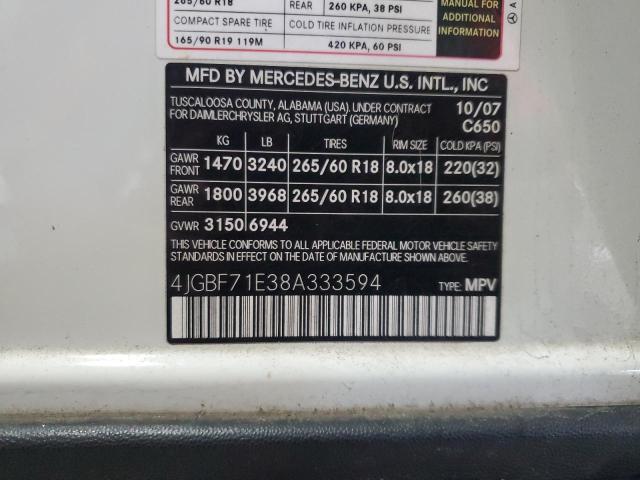 265/60 R18 REAR 260 KPA, 38 PSI
COMPACT SPARE TIRE COLD TIRE INFLATION PRESSURE
165/90 R19 119M 420 KPA, 60 PSI
MANUAL FOR
ADDITIONAL
INFORMATION
MFD BY MERCEDES-BENZ U.S. INTL., INC
TUSCALOOSA COUNTY, ALABAMA (USA). UNDER CONTRACT 10/07
FOR DAIMLERCHRYSLER AG, STUTTGART (GERMANY) C650
KG LB TIRES RIM SIZE COLD KPA (PSI)
GAWR
FRONT 1470 3240 265/60 R18 8.0x18 220(32)
GAWR
REAR 1800 3968 265/60 R18 8.0x18 260(38)
GVWR 3150 6944
THIS VEHICLE CONFORMS TO ALL APPLICABLE FEDERAL MOTOR VEHICLE SAFETY
STANDARDS IN EFFECT ON THE DATE OF MANUFACTURE SHOWN ABOVE.
4JGBF71E38A333594 TYPE: MPV